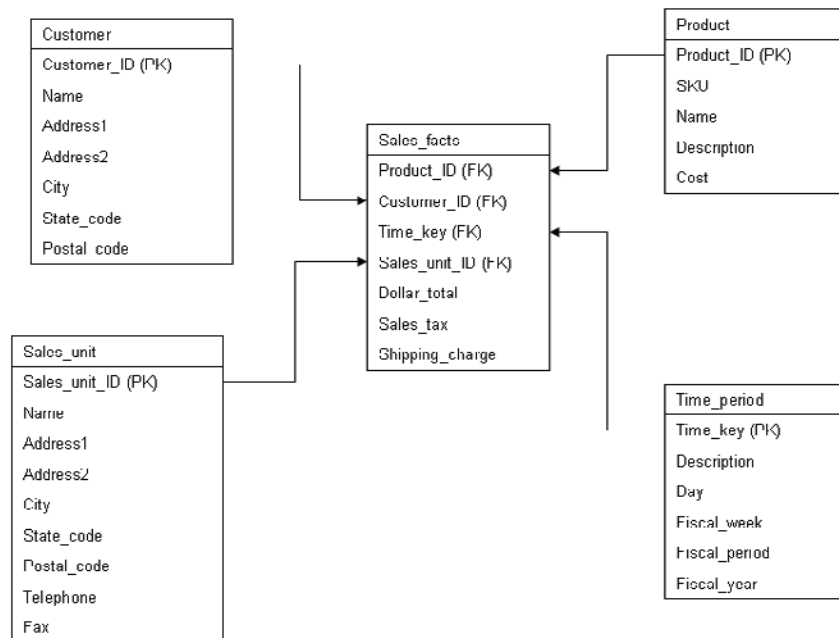 Customer
Customer_ID (PK)
Name
Address1
Address2
City
State_code
Postal_code
Product
Product_ID (PK)
SKU
Name
Description
Cost
Sales_facts
Product_ID (FK)
Customer_ID (FK)
Time_key (FK)
Sales_unit_ID (FK)
Dollar_total
Sales_tax
Shipping_charge
Sales_unit
Sales_unit_ID (PK)
Name
Address1
Address2
City
State_code
Postal_code
Telephone
Fax
Time_period
Time_key (PK)
Description
Day
Fiscal_week
Fiscal_period
Fiscal_year